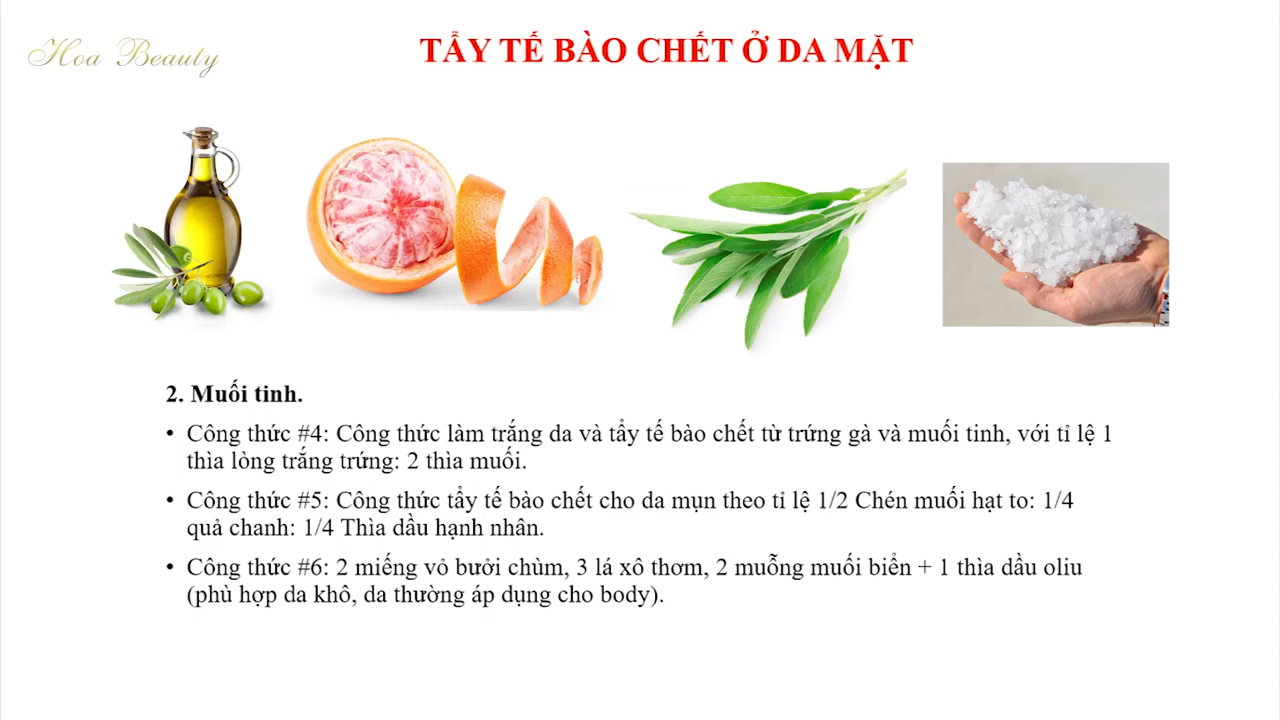 Hoa Beauty
TẨY TẾ BÀO CHẾT Ở DA MẶT
2. Muối tinh.
• Công thức #4: Công thức làm trắng da và tẩy tế bào chết từ trứng gà và muối tinh, với tỉ lệ 1
thìa lòng trắng trứng: 2 thìa muối.
• Công thức #5: Công thức tẩy tế bào chết cho da mụn theo tỉ lệ 1/2 Chén muối hạt to: 1/4
quả chanh: 1/4 Thìa dầu hạnh nhân.
• Công thức #6: 2 miếng vỏ bưởi chùm, 3 lá xô thơm, 2 muỗng muối biển + 1 thìa dầu oliu
(phù hợp da khô, da thường áp dụng cho body).